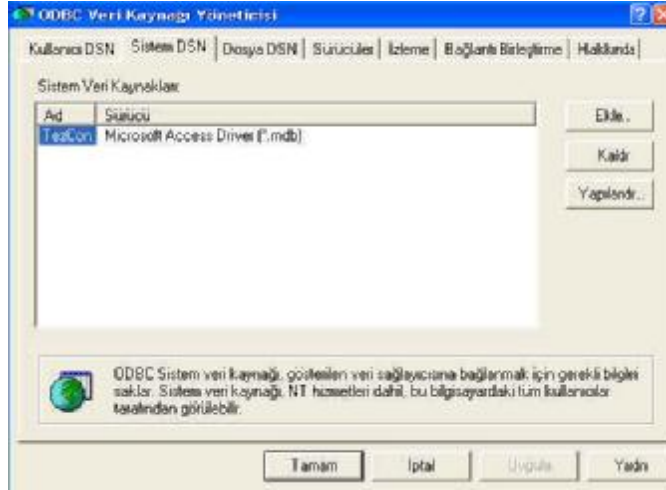 ODBC Veri Kaynağı Yöneticisi
Kullanıcı DSN Sistem DSN Dosya DSN Sürücüler İzleme Bağlantı Birleştirme Hakkında
Sistem Veri Kaynakları:
Ad Sürücü
TezCon Microsoft Access Driver (*.mdb)
Ekle..
Kaldır
Yapılandır..
ODBC Sistem veri kaynağı, gösterilen veri sağlayıcısına bağlanmak için gerekli bilgileri
saklar. Sistem veri kaynağı, NT hizmetleri dahil, bu bilgisayardaki tüm kullanıcılar
tarafından görülebilir.
Tamam İptal Uygula Yardım